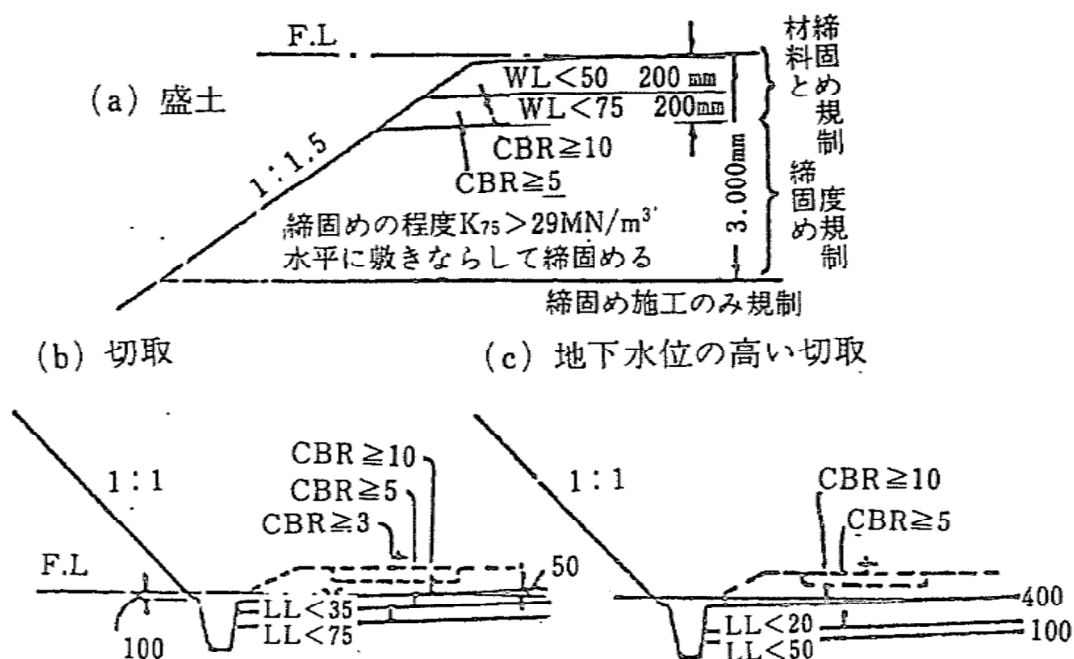 F.L
(a) 盛土
WL<50 200mm
WL<75 200mm
CBR≧10
CBR≧5
1:1.5
締固めの程度K75>29MN/m³
水平に敷きならして締固める
締固め施工のみ規制
3.000mm
材料と
締固め規制
締固め
度規制
(b) 切取
1:1
CBR≧10
CBR≧5
CBR≧3
F.L
50
LL<35
LL<75
100
(c) 地下水位の高い切取
1:1
CBR≧10
CBR≧5
400
LL<20
100
LL<50